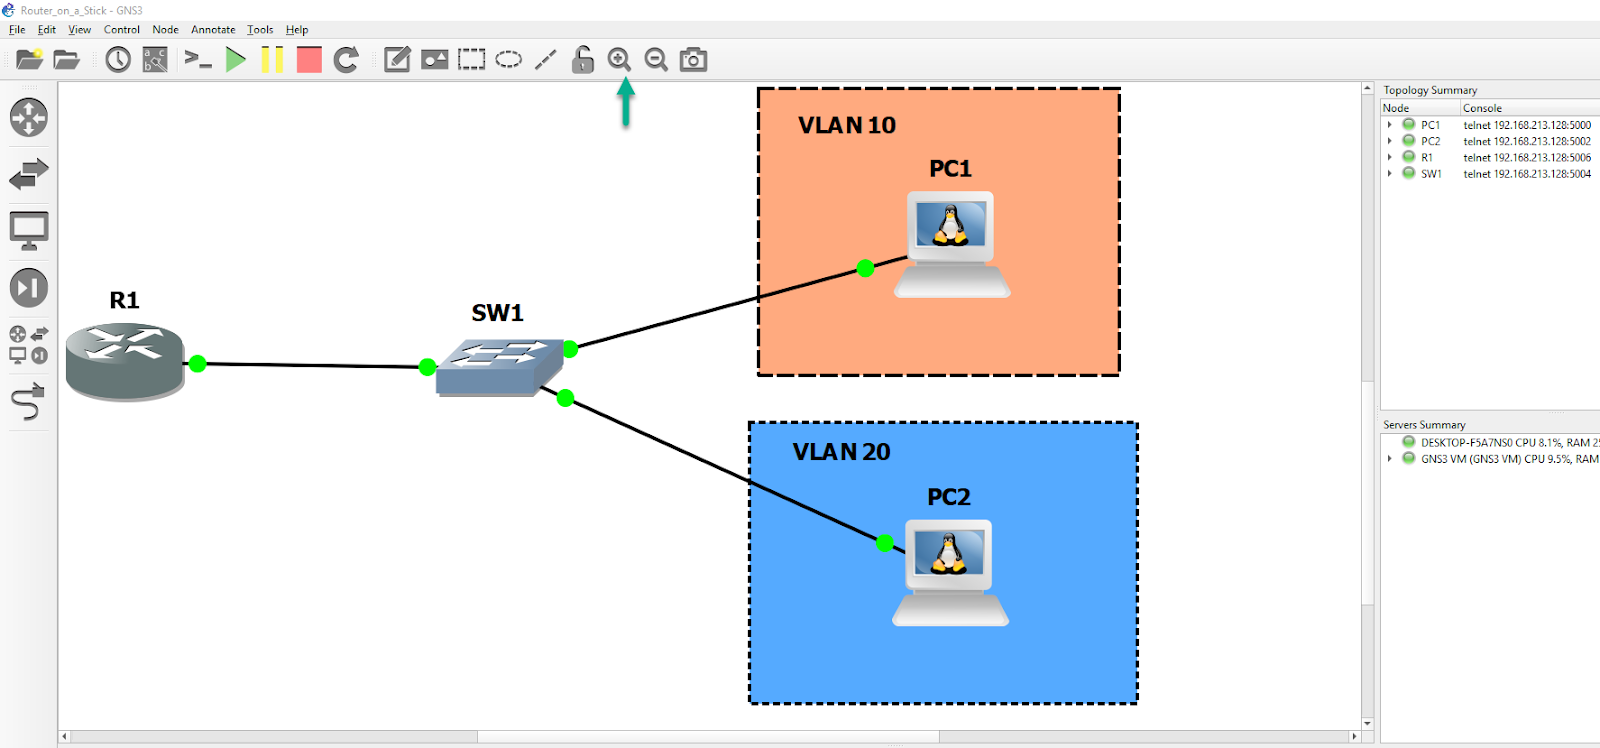 Router_on_a_Stick - GNS3
File Edit View Control Node Annotate Tools Help
VLAN 10
PC1
R1
SW1
VLAN 20
PC2
Topology Summary
Node Console
PC1 telnet 192.168.213.128:5000
PC2 telnet 192.168.213.128:5002
R1 telnet 192.168.213.128:5006
SW1 telnet 192.168.213.128:5004
Servers Summary
DESKTOP-F5A7NS0 CPU 8.1%, RAM 25
GNS3 VM (GNS3 VM) CPU 9.5%, RAM